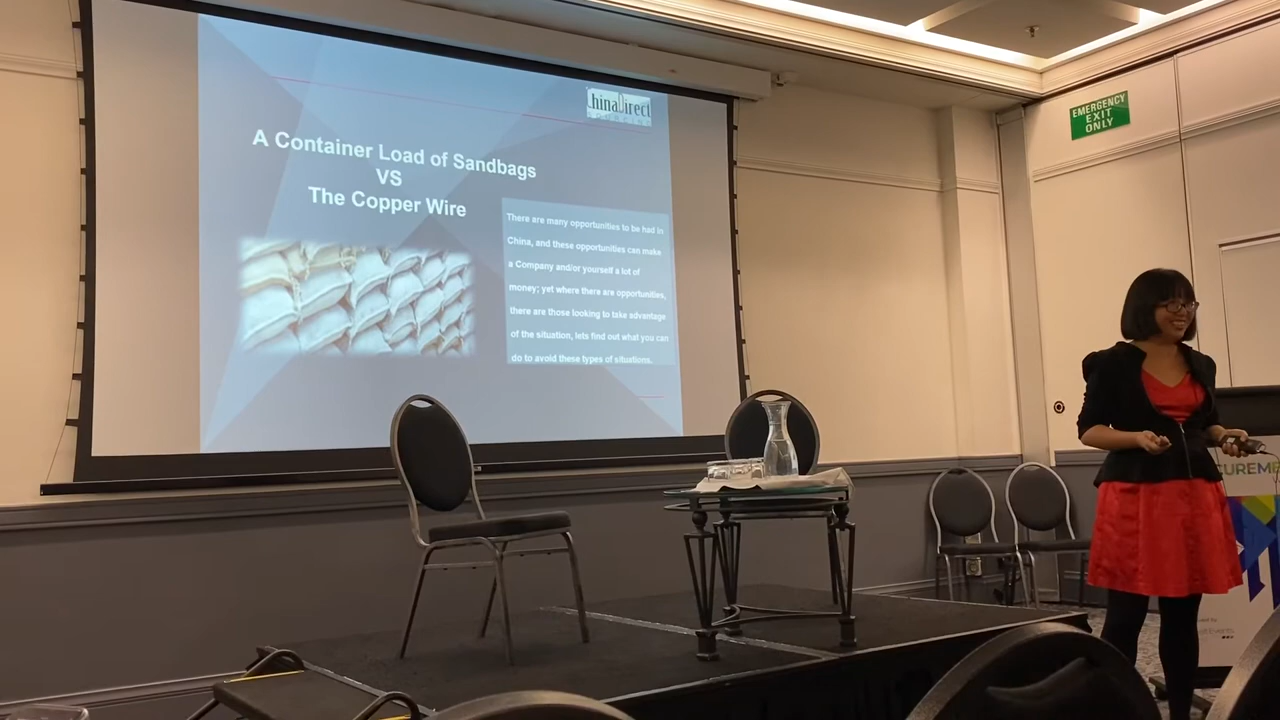 ChinaDirect
SOURCING
A Container Load of Sandbags
VS
The Copper Wire
There are many opportunities to be had in
China, and these opportunities can make
a Company and/or yourself a lot of
money; yet where there are opportunities,
there are those looking to take advantage
of the situation, lets find out what you can
do to avoid these types of situations.
EMERGENCY
EXIT
ONLY
CUREME
Events